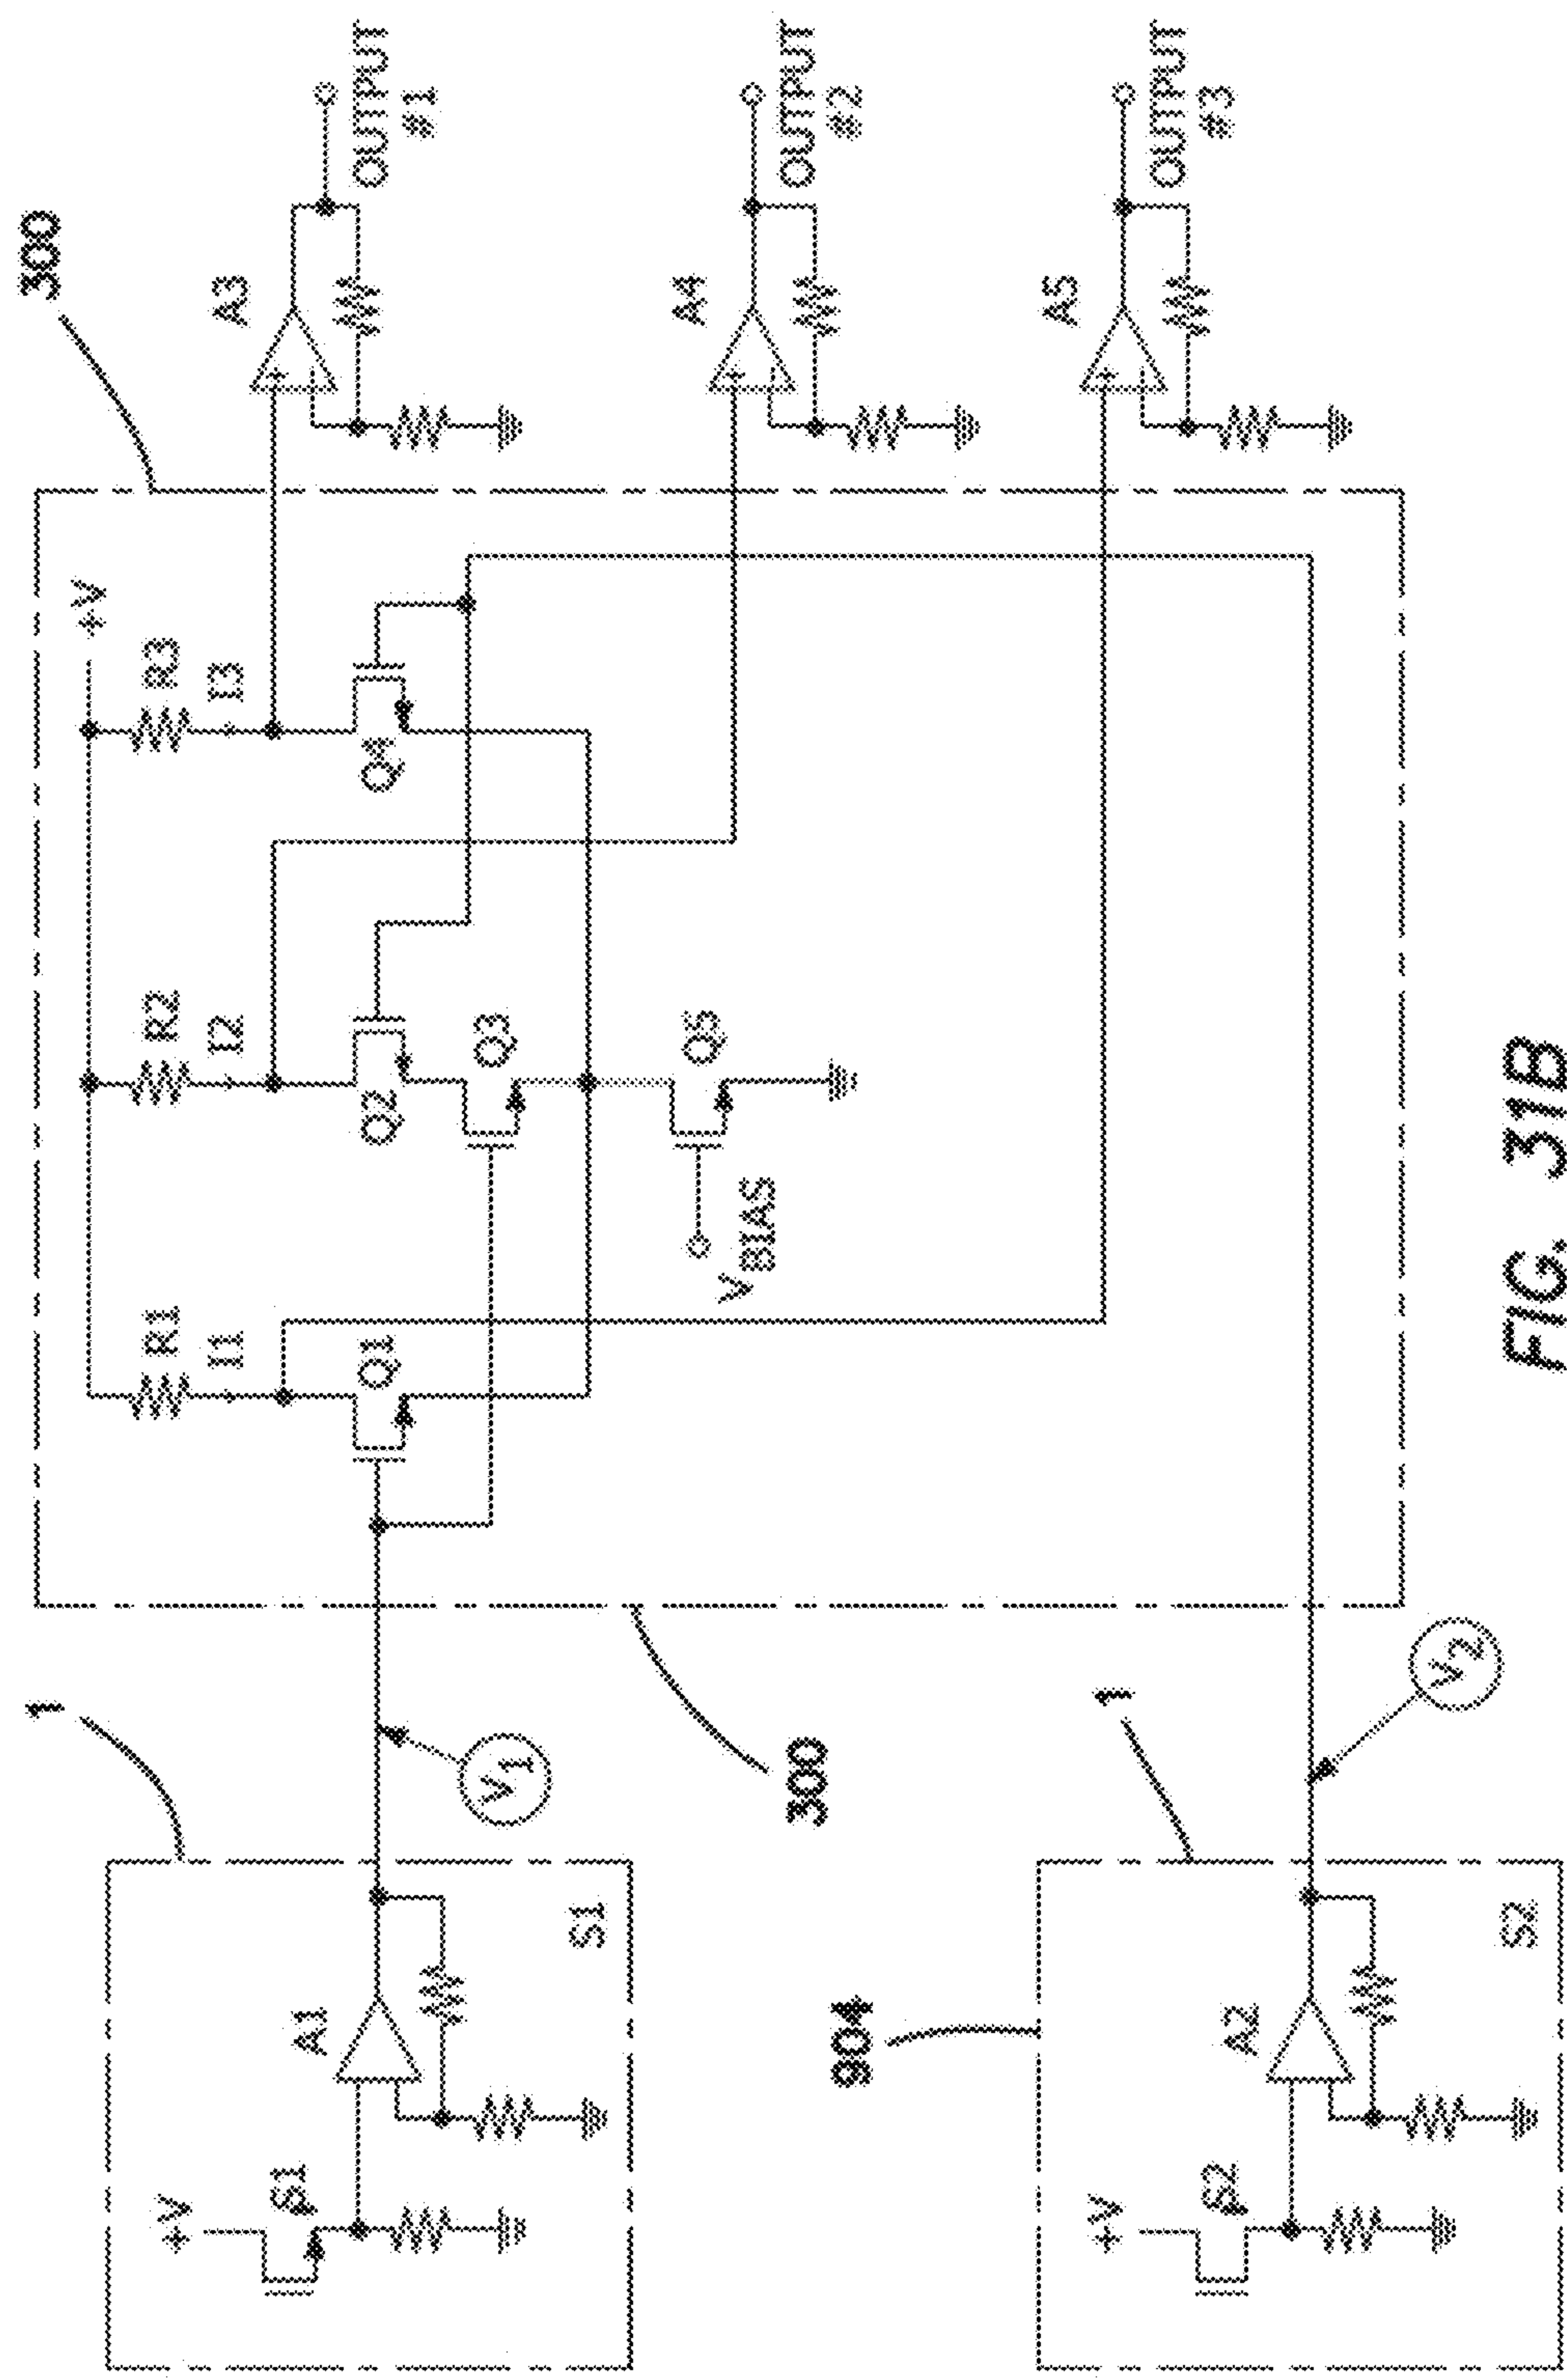 300
+V
R1
R2
R3
I1
I2
I3
Q1
Q2
Q3
Q4
Q5
V BIAS
A3
+
OUTPUT
#1
A4
+
OUTPUT
#2
A5
+
OUTPUT
#3
1
+V
S1
A1
S1
V1
300
904
1
+V
S2
A2
S2
V2
FIG. 31B